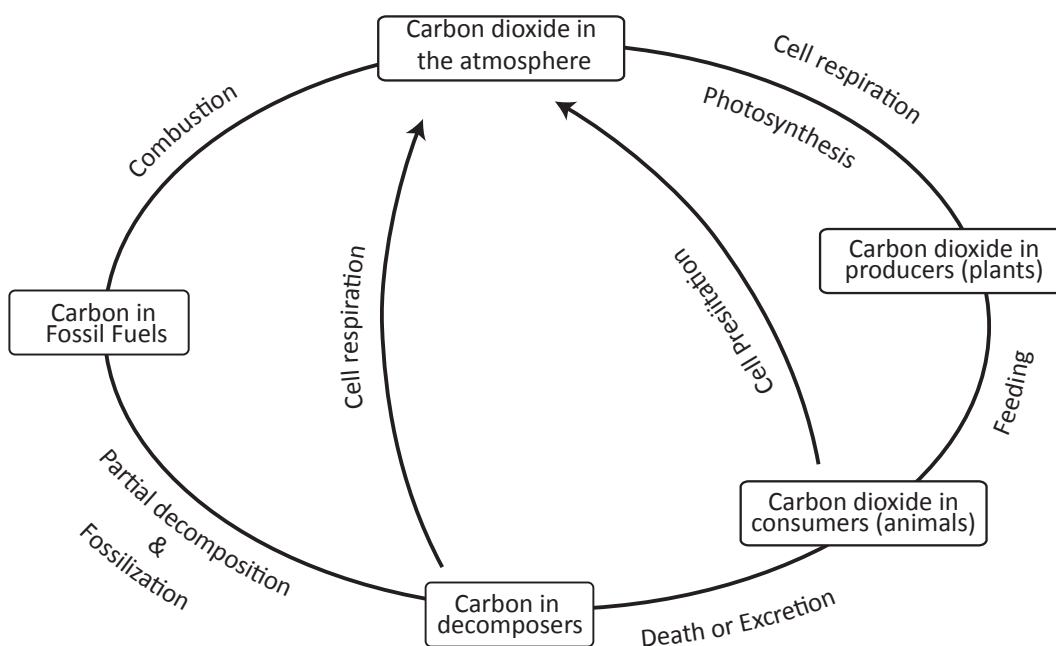 Carbon dioxide in
the atmosphere
Cell respiration
Photosynthesis
Combustion
Carbon dioxide in
producers (plants)
Cell respiration
Cell Presiltation
Carbon in
Fossil Fuels
Feeding
Partial decomposition
&
Fossilization
Carbon dioxide in
consumers (animals)
Carbon in
decomposers
Death or Excretion